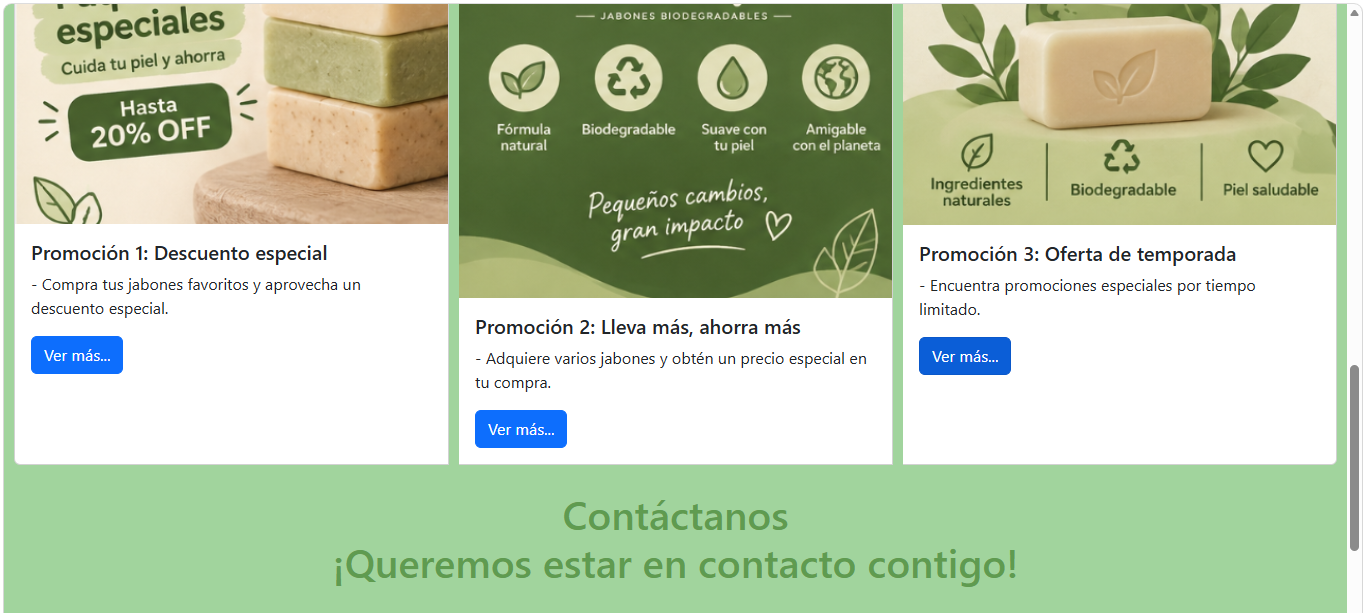 especiales
Cuida tu piel y ahorra
Hasta
20% OFF
Promoción 1: Descuento especial
- Compra tus jabones favoritos y aprovecha un
descuento especial.
Ver más...
JABONES BIODEGRADABLES
Fórmula
natural
Biodegradable
Suave con
tu piel
Amigable
con el planeta
Pequeños cambios,
gran impacto
Promoción 2: Lleva más, ahorra más
- Adquiere varios jabones y obtén un precio especial en
tu compra.
Ver más...
Ingredientes
naturales
Biodegradable
Piel saludable
Promoción 3: Oferta de temporada
- Encuentra promociones especiales por tiempo
limitado.
Ver más...
Contáctanos
¡Queremos estar en contacto contigo!